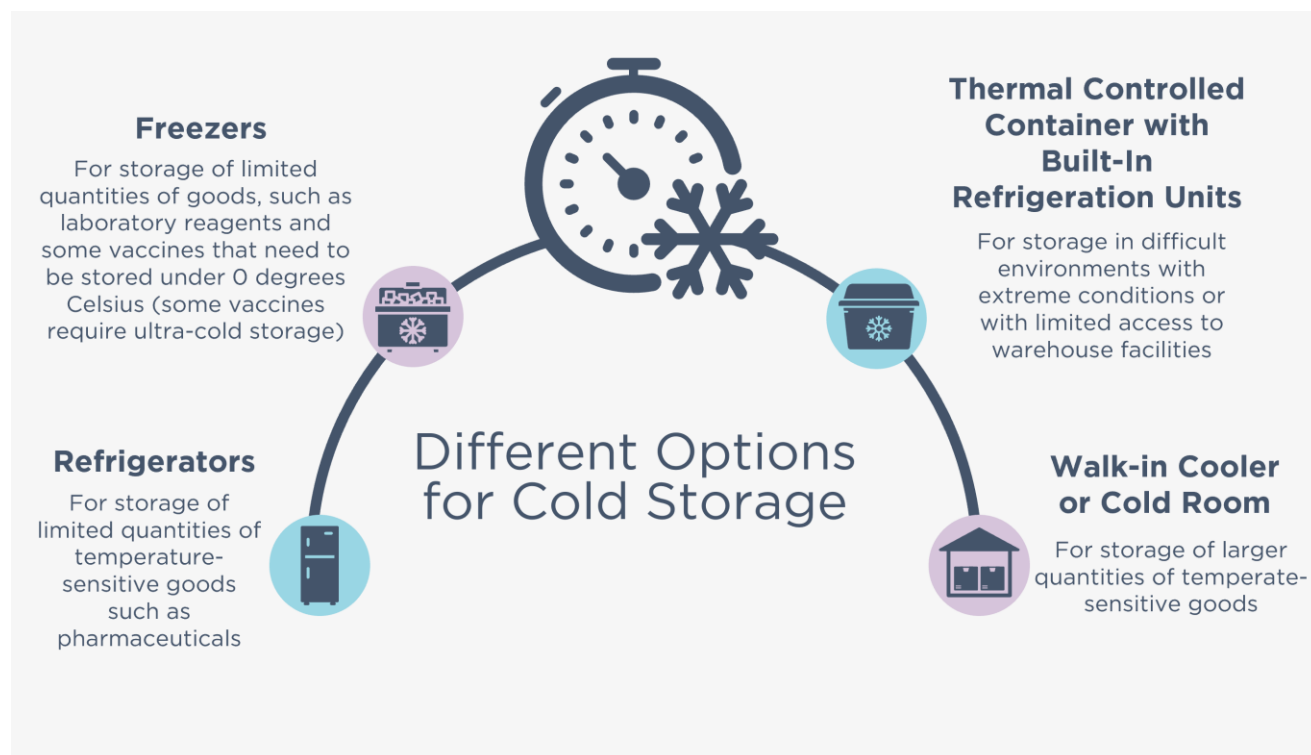 Freezers
For storage of limited
quantities of goods, such as
laboratory reagents and
some vaccines that need to
be stored under 0 degrees
Celsius (some vaccines
require ultra-cold storage)
Refrigerators
For storage of
limited quantities of
temperature-
sensitive goods
such as
pharmaceuticals
Different Options
for Cold Storage
Thermal Controlled
Container with
Built-In
Refrigeration Units
For storage in difficult
environments with
extreme conditions or
with limited access to
warehouse facilities
Walk-in Cooler
or Cold Room
For storage of larger
quantities of temperate-
sensitive goods